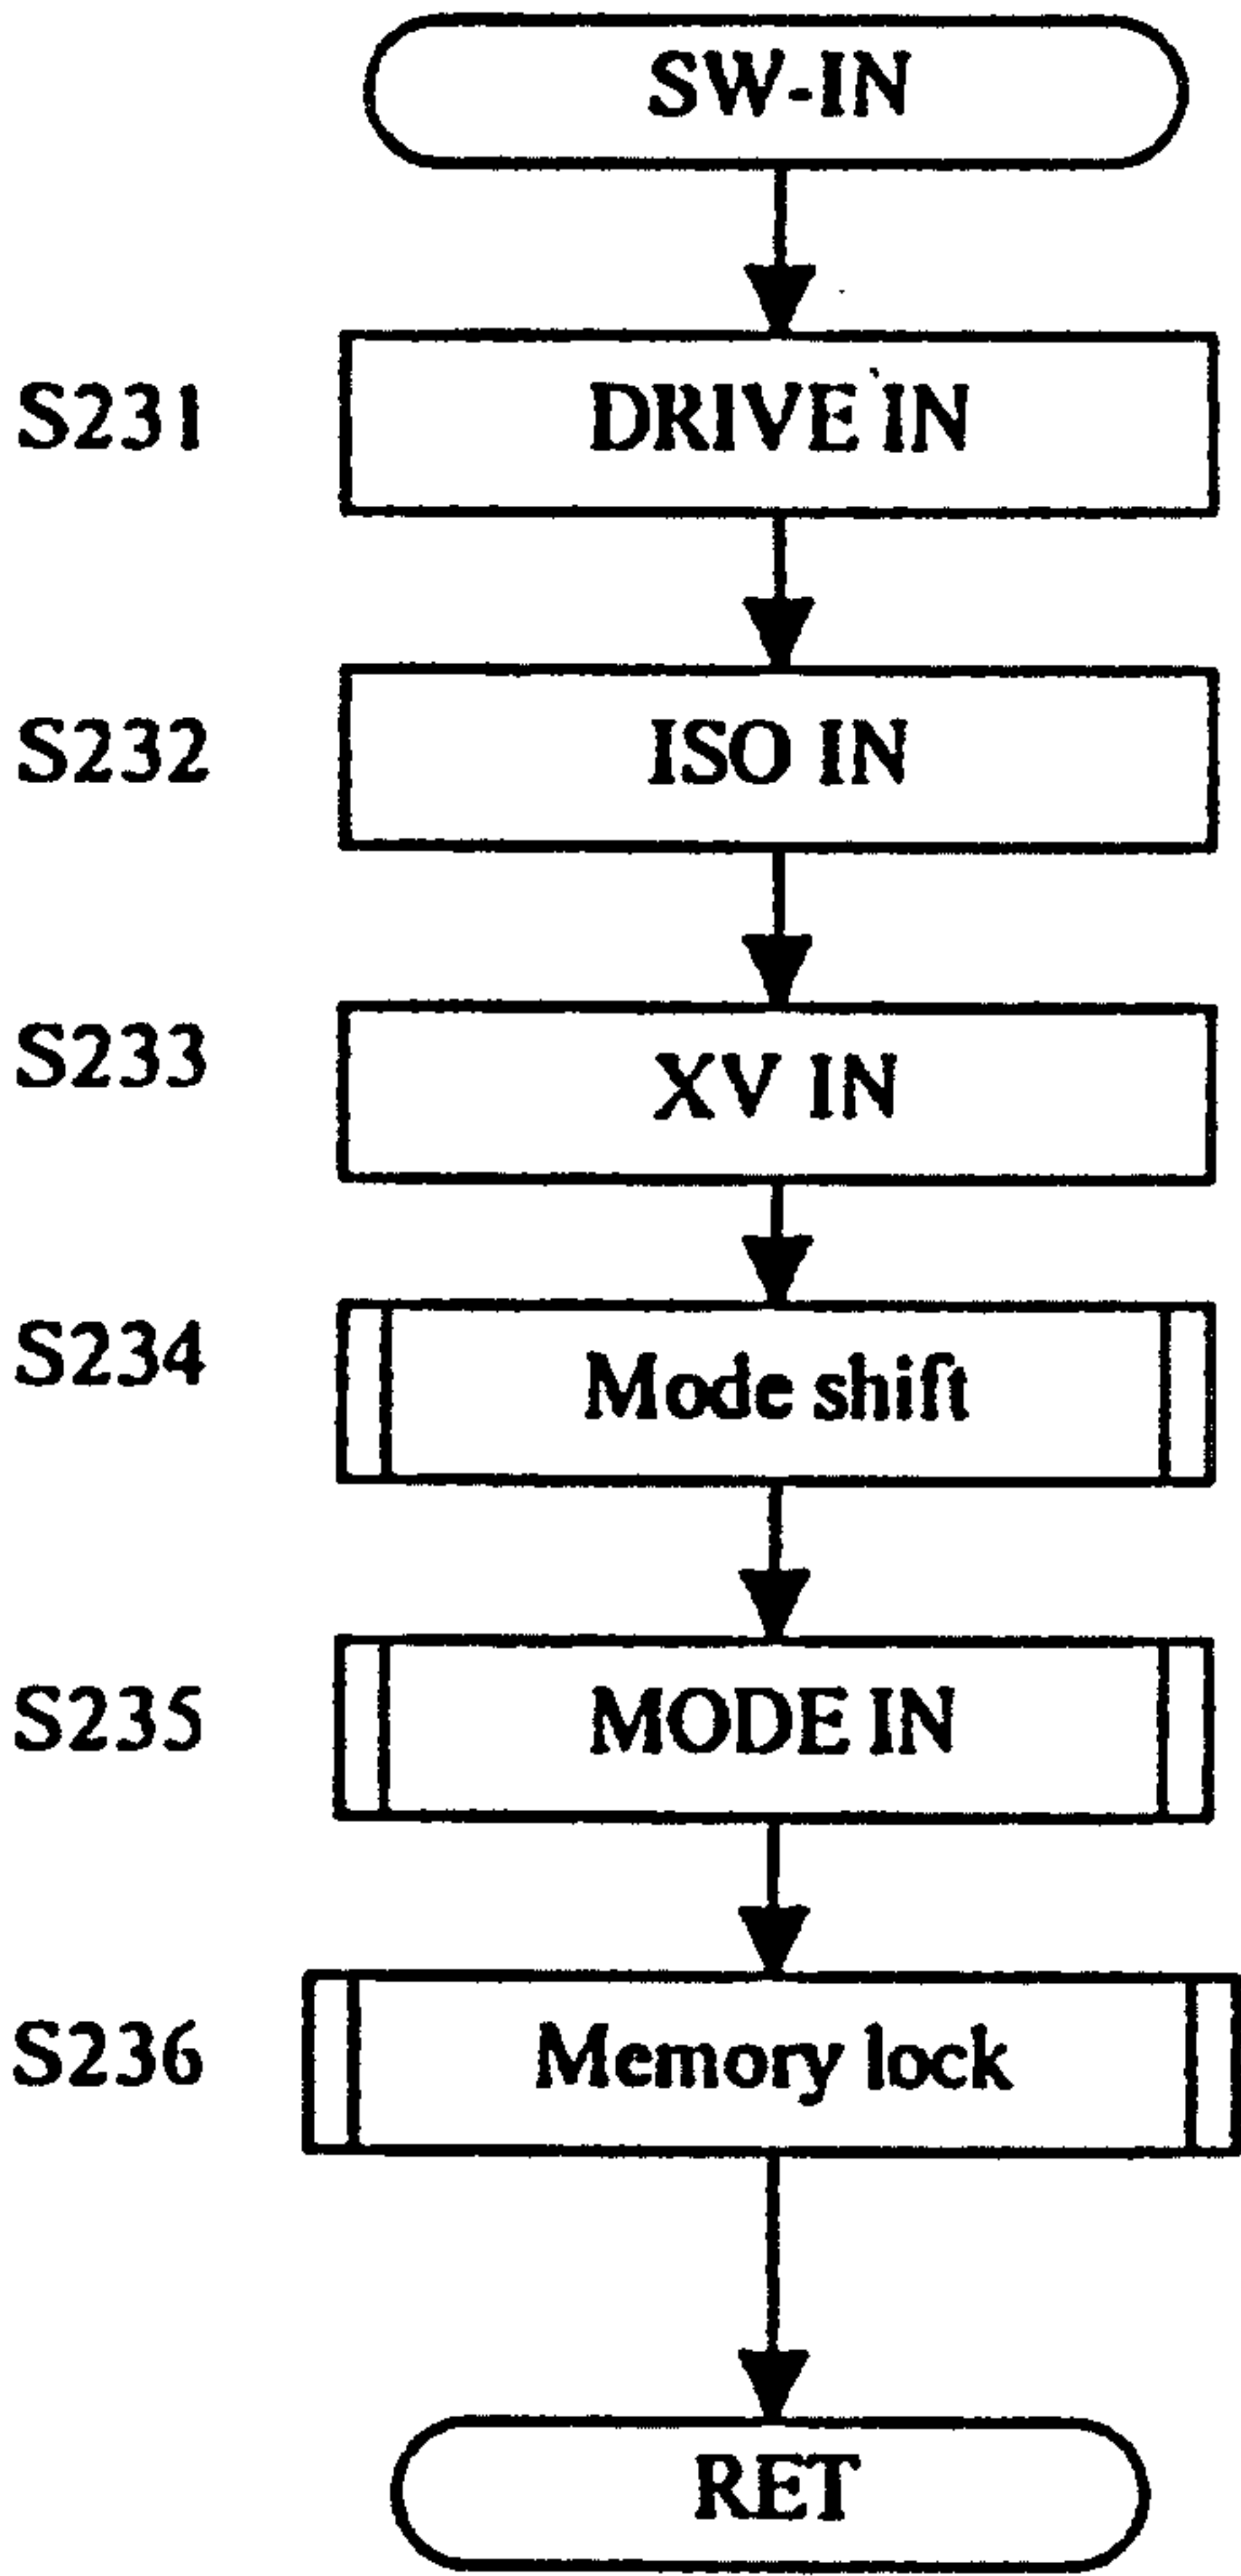 SW-IN
S231 DRIVE IN
S232 ISO IN
S233 XV IN
S234 Mode shift
S235 MODE IN
S236 Memory lock
RET